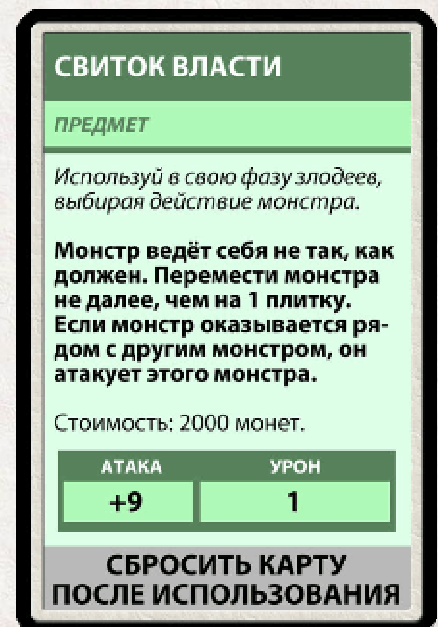 СВИТОК ВЛАСТИ
ПРЕДМЕТ
Используй в свою фазу злодеев,
выбирая действие монстра.
Монстр ведёт себя не так, как
должен. Перемести монстра
не далее, чем на 1 плитку.
Если монстр оказывается ря-
дом с другим монстром, он
атакует этого монстра.
Стоимость: 2000 монет.
АТАКА УРОН
+9 1
СБРОСИТЬ КАРТУ
ПОСЛЕ ИСПОЛЬЗОВАНИЯ